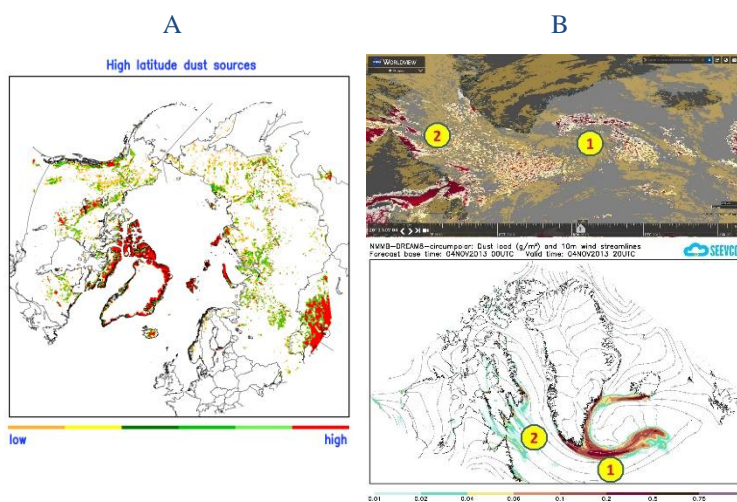 A
B
High latitude dust sources
low
high
WORLDVIEW
2
1
NMMB-DREAM8-circumpolar: Dust load (g/m²) and 10m wind streamlines
Forecast base time: 04NOV2013 00UTC Valid time: 04NOV2013 20UTC
SEEVCC
2
1
0.01 0.02 0.04 0.06 0.1 0.2 0.5 0.75